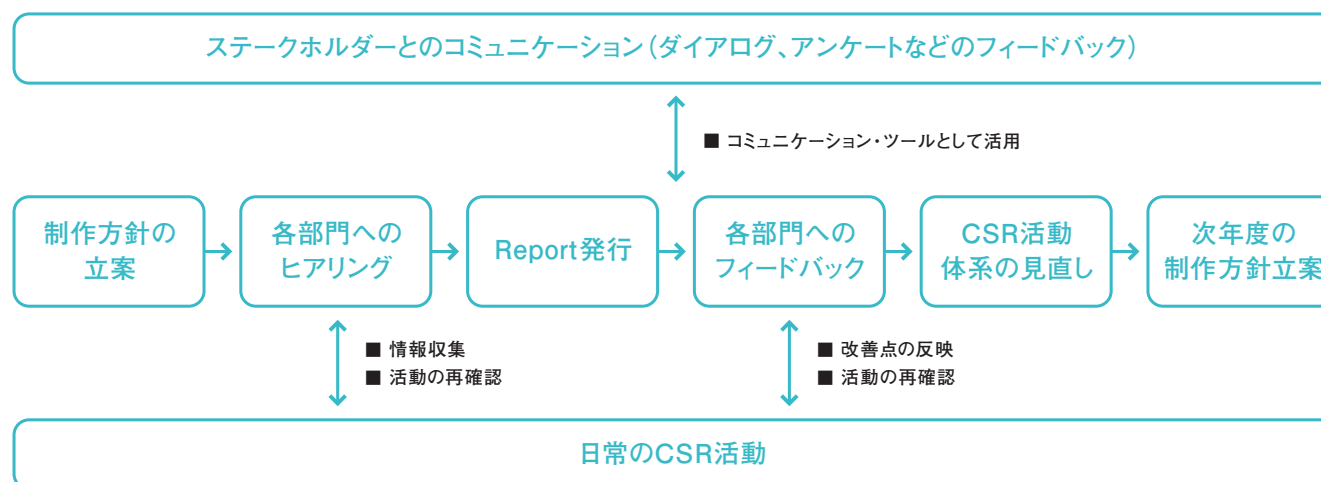 ステークホルダーとのコミュニケーション（ダイアログ、アンケートなどのフィードバック）
■ コミュニケーション・ツールとして活用
制作方針の
立案
各部門への
ヒアリング
Report発行
各部門への
フィードバック
CSR活動
体系の見直し
次年度の
制作方針立案
■ 情報収集
■ 活動の再確認
■ 改善点の反映
■ 活動の再確認
日常のCSR活動